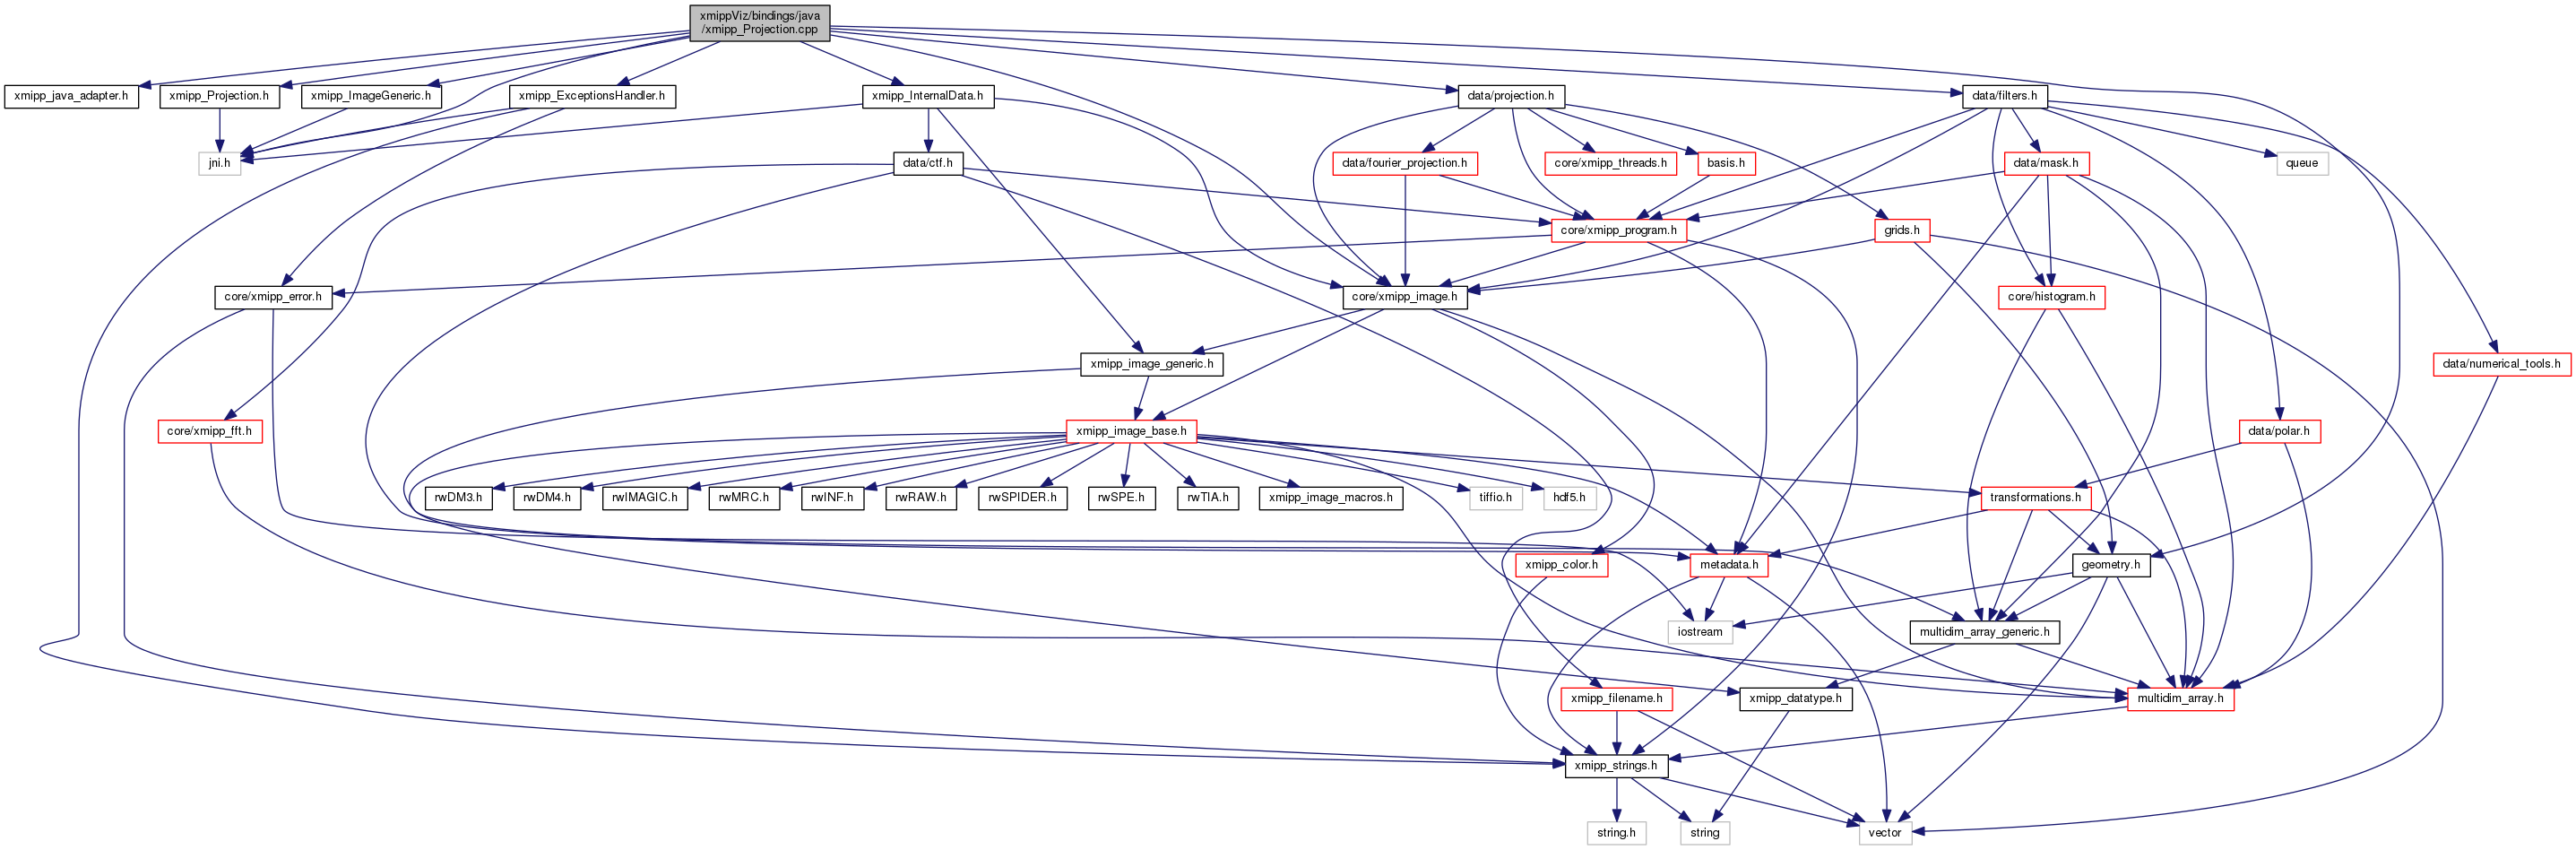 xmippViz/bindings/java
/xmipp_Projection.cpp
xmipp_java_adapter.h
xmipp_Projection.h
xmipp_ImageGeneric.h
xmipp_ExceptionsHandler.h
xmipp_InternalData.h
data/projection.h
data/filters.h
jni.h
data/ctf.h
data/fourier_projection.h
core/xmipp_threads.h
basis.h
data/mask.h
queue
core/xmipp_program.h
grids.h
core/xmipp_error.h
core/xmipp_image.h
core/histogram.h
xmipp_image_generic.h
data/numerical_tools.h
core/xmipp_fft.h
xmipp_image_base.h
data/polar.h
rwDM3.h
rwDM4.h
rwIMAGIC.h
rwMRC.h
rwINF.h
rwRAW.h
rwSPIDER.h
rwSPE.h
rwTIA.h
xmipp_image_macros.h
tiffio.h
hdf5.h
transformations.h
xmipp_color.h
metadata.h
geometry.h
iostream
multidim_array_generic.h
xmipp_filename.h
xmipp_datatype.h
multidim_array.h
xmipp_strings.h
string.h
string
vector